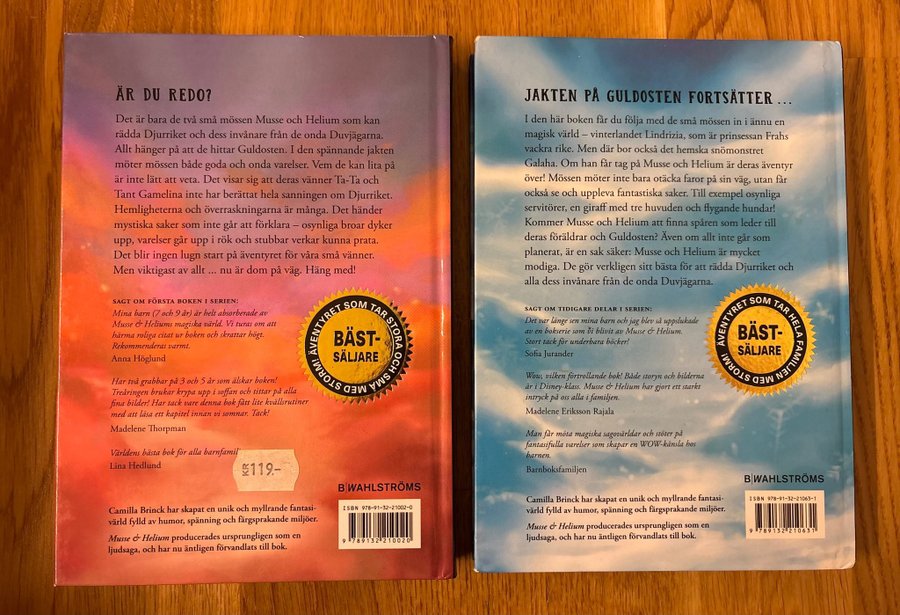 ÄR DU REDO?
Det är bara de två små mössen Musse och Helium som kan
rädda Djurriket och dess invånare från de onda Duvjägarna.
Allt hänger på att de hittar Guldosten. I den spännande jakten
möter mössen både goda och onda varelser. Vem de kan lita på
är inte lätt att veta. Det visar sig att deras vänner Ta-Ta och
Tant Gamelina inte har berättat hela sanningen om Djurriket.
Hemligheterna och överraskningarna är många. Det händer
mystiska saker som inte går att förklara – osynliga broar dyker
upp, varelser går upp i rök och stubbar verkar kunna prata.
Det blir ingen lugn start på äventyret för våra små vänner.
Men viktigast av allt ... nu är dom på väg. Häng med!
SAGT OM FÖRSTA BOKEN I SERIEN:
Mina barn (7 och 9 år) är helt absorberade av
Musse & Heliums magiska värld. Vi turas om att
härma roliga citat ur boken och skrattar högt.
Rekommenderas varmt.
Anna Höglund
Har två grabbar på 3 och 5 år som älskar boken!
Treåringen brukar krypa upp i soffan och tittar på alla
fina bilder! Har tack vare denna bok fått lite kvällsrutiner
med att läsa ett kapitel innan vi somnar. Tack!
Madelene Thorpman
Världens bästa bok för alla barnfamil
Lina Hedlund
KR 119.-
ÄVENTYRET SOM TAR STORA OCH SMÅ MED STORM!
BÄST-
SÄLJARE
B|WAHLSTRÖMS
Camilla Brinck har skapat en unik och myllrande fantasi-
värld fylld av humor, spänning och färgsprakande miljöer.
Musse & Helium producerades ursprungligen som en
ljudsaga, och har nu äntligen förvandlats till bok.
ISBN 978-91-32-21002-0
9 789132 210020
JAKTEN PÅ GULDOSTEN FORTSÄTTER ...
I den här boken får du följa med de små mössen in i ännu en
magisk värld – vinterlandet Lindrizia, som är prinsessan Frahs
vackra rike. Men där bor också det hemska snömonstret
Galaha. Om han får tag på Musse och Helium är deras äventyr
över! Mössen möter inte bara otäcka faror på sin väg, utan får
också se och uppleva fantastiska saker. Till exempel osynliga
servitörer, en giraff med tre huvuden och flygande hundar!
Kommer Musse och Helium att finna spåren som leder till
deras föräldrar och Guldosten? Även om allt inte går som
planerat, är en sak säker: Musse och Helium är mycket
modiga. De gör verkligen sitt bästa för att rädda Djurriket och
alla dess invånare från de onda Duvjägarna.
SAGT OM TIDIGARE DELAR I SERIEN:
Det var länge sen mina barn och jag blev så uppslukade
av en bokserie som vi blivit av Musse & Helium.
Stort tack för underbara böcker!
Sofia Jurander
Wow, vilken förtrollande bok! Både storyn och bilderna
är i Disney-klass. Musse & Helium har gjort ett starkt
intryck på oss alla i familjen.
Madelene Eriksson Rajala
Man får möta magiska sagovärldar och stöter på
fantasifulla varelser som skapar en WOW-känsla hos
barnen.
Barnboksfamiljen
ÄVENTYRET SOM TAR HELA FAMILJEN MED STORM!
BÄST-
SÄLJARE
B|WAHLSTRÖMS
Camilla Brinck har skapat en unik och myllrande fantasi-
värld fylld av humor, spänning och färgsprakande miljöer.
Musse & Helium producerades ursprungligen som en
ljudsaga, och har nu äntligen förvandlats till bok.
ISBN 978-91-32-21063-1
9 789132 210631